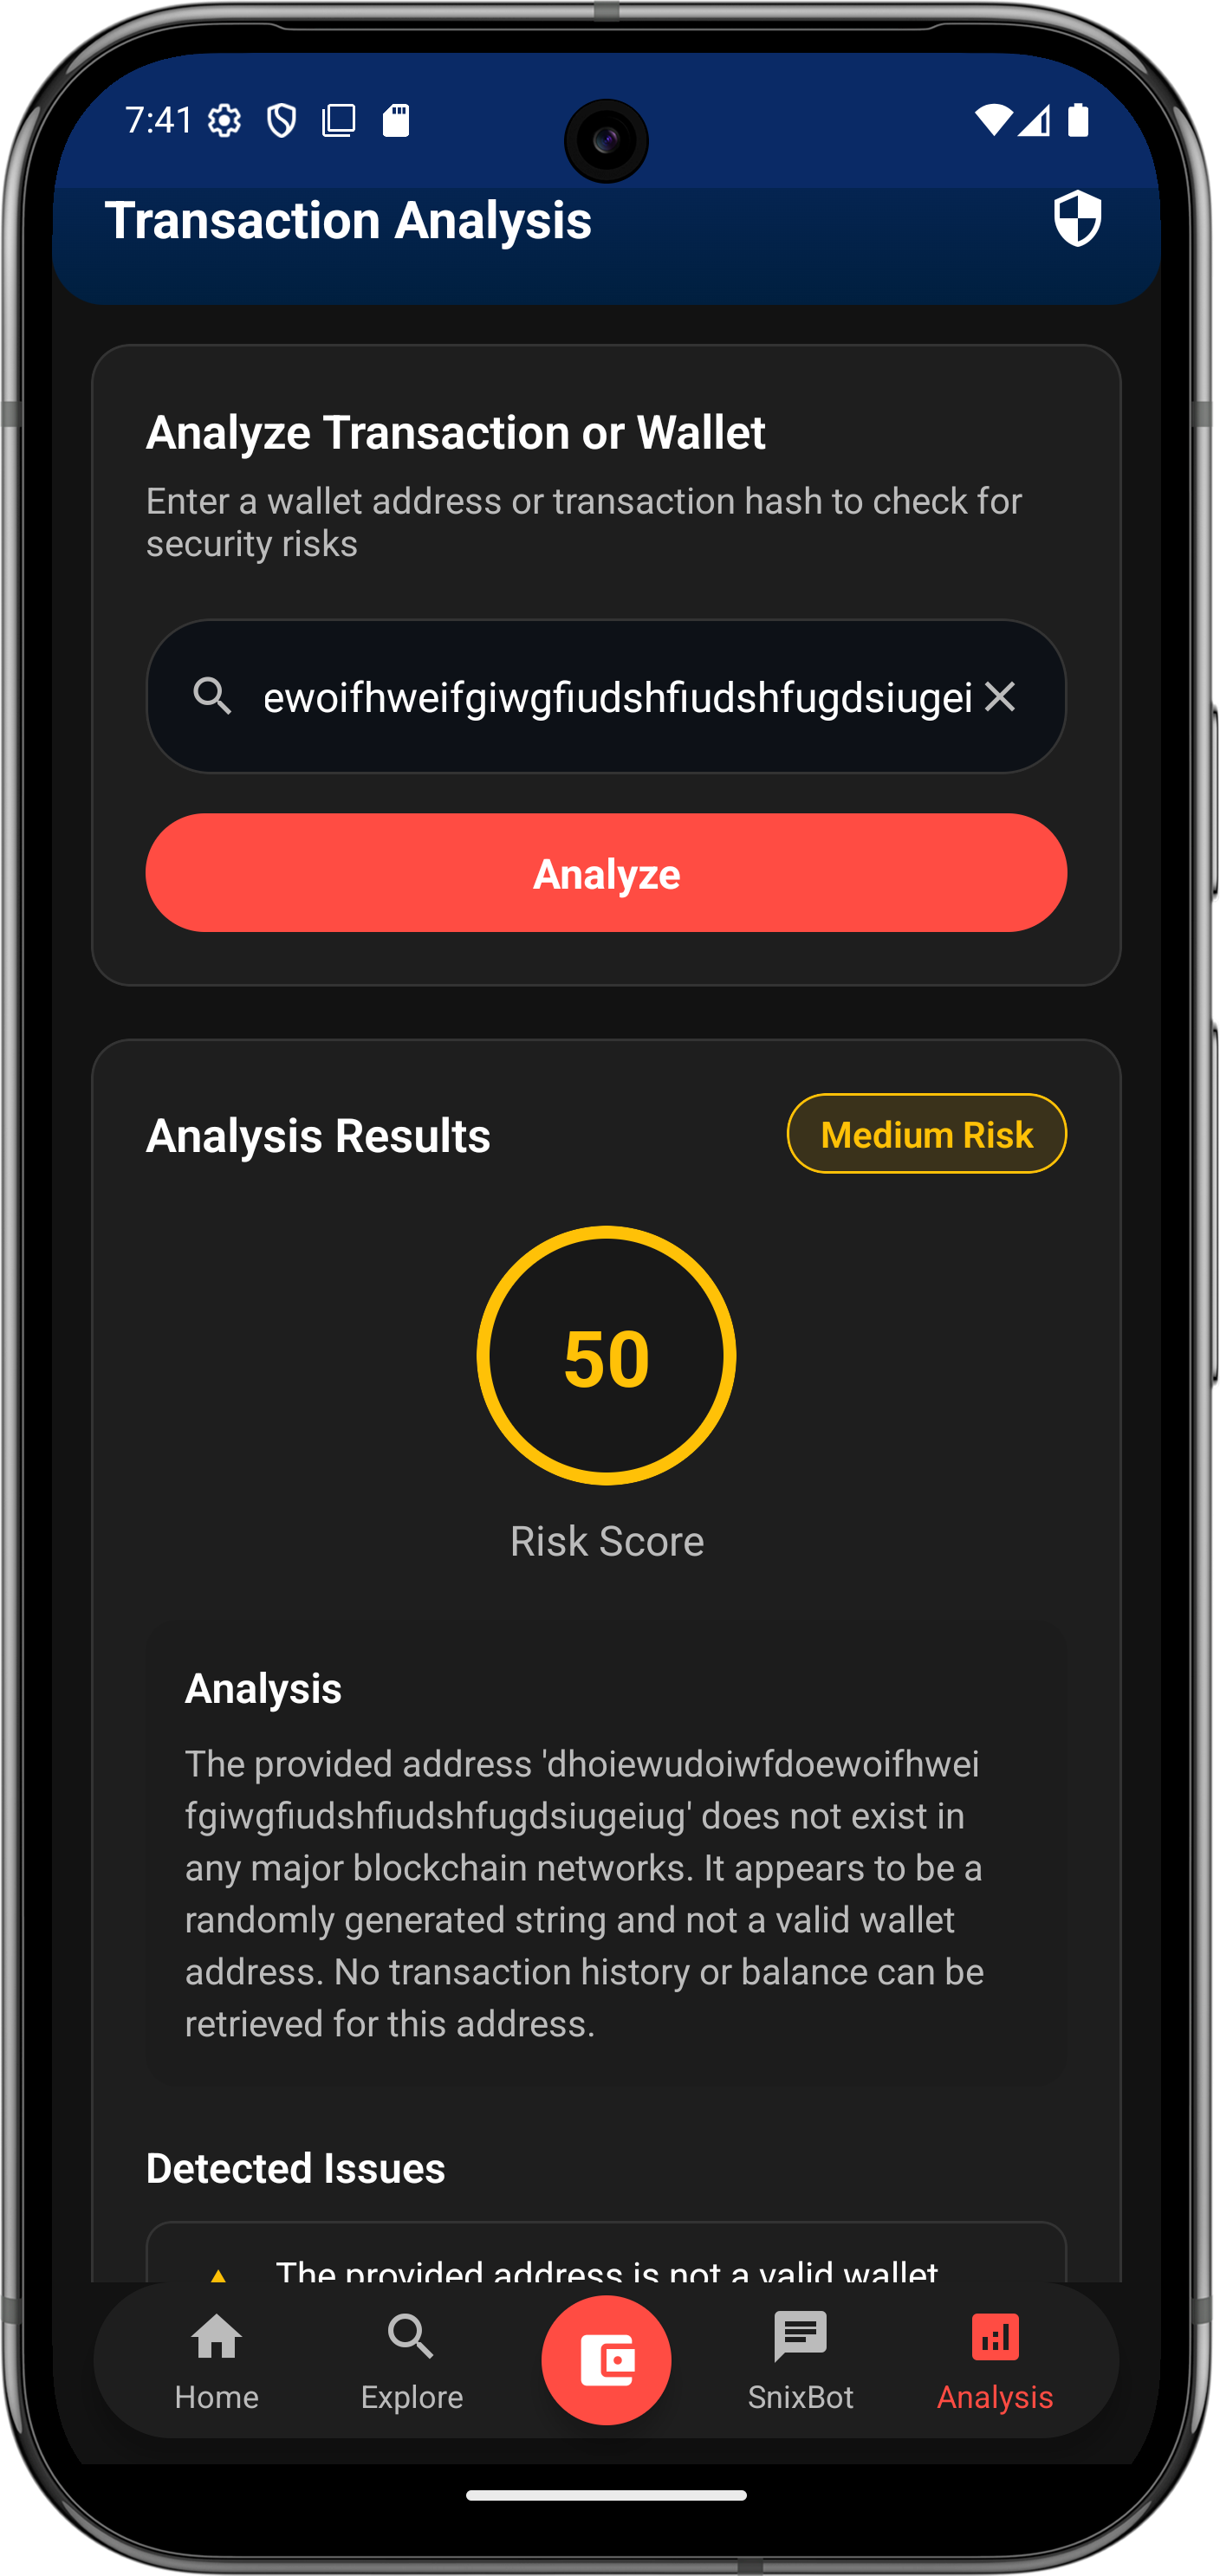 7:41
Transaction Analysis
Analyze Transaction or Wallet
Enter a wallet address or transaction hash to check for
security risks
ewoifhweifgiwgfiudshfiudshfugdsiugei
Analyze
Analysis Results
Medium Risk
50
Risk Score
Analysis
The provided address 'dhoiewudoiwfdoewoifhwei
fgiwgfiudshfiudshfugdsiugeiug' does not exist in
any major blockchain networks. It appears to be a
randomly generated string and not a valid wallet
address. No transaction history or balance can be
retrieved for this address.
Detected Issues
The provided address is not a valid wallet
Home
Explore
SnixBot
Analysis